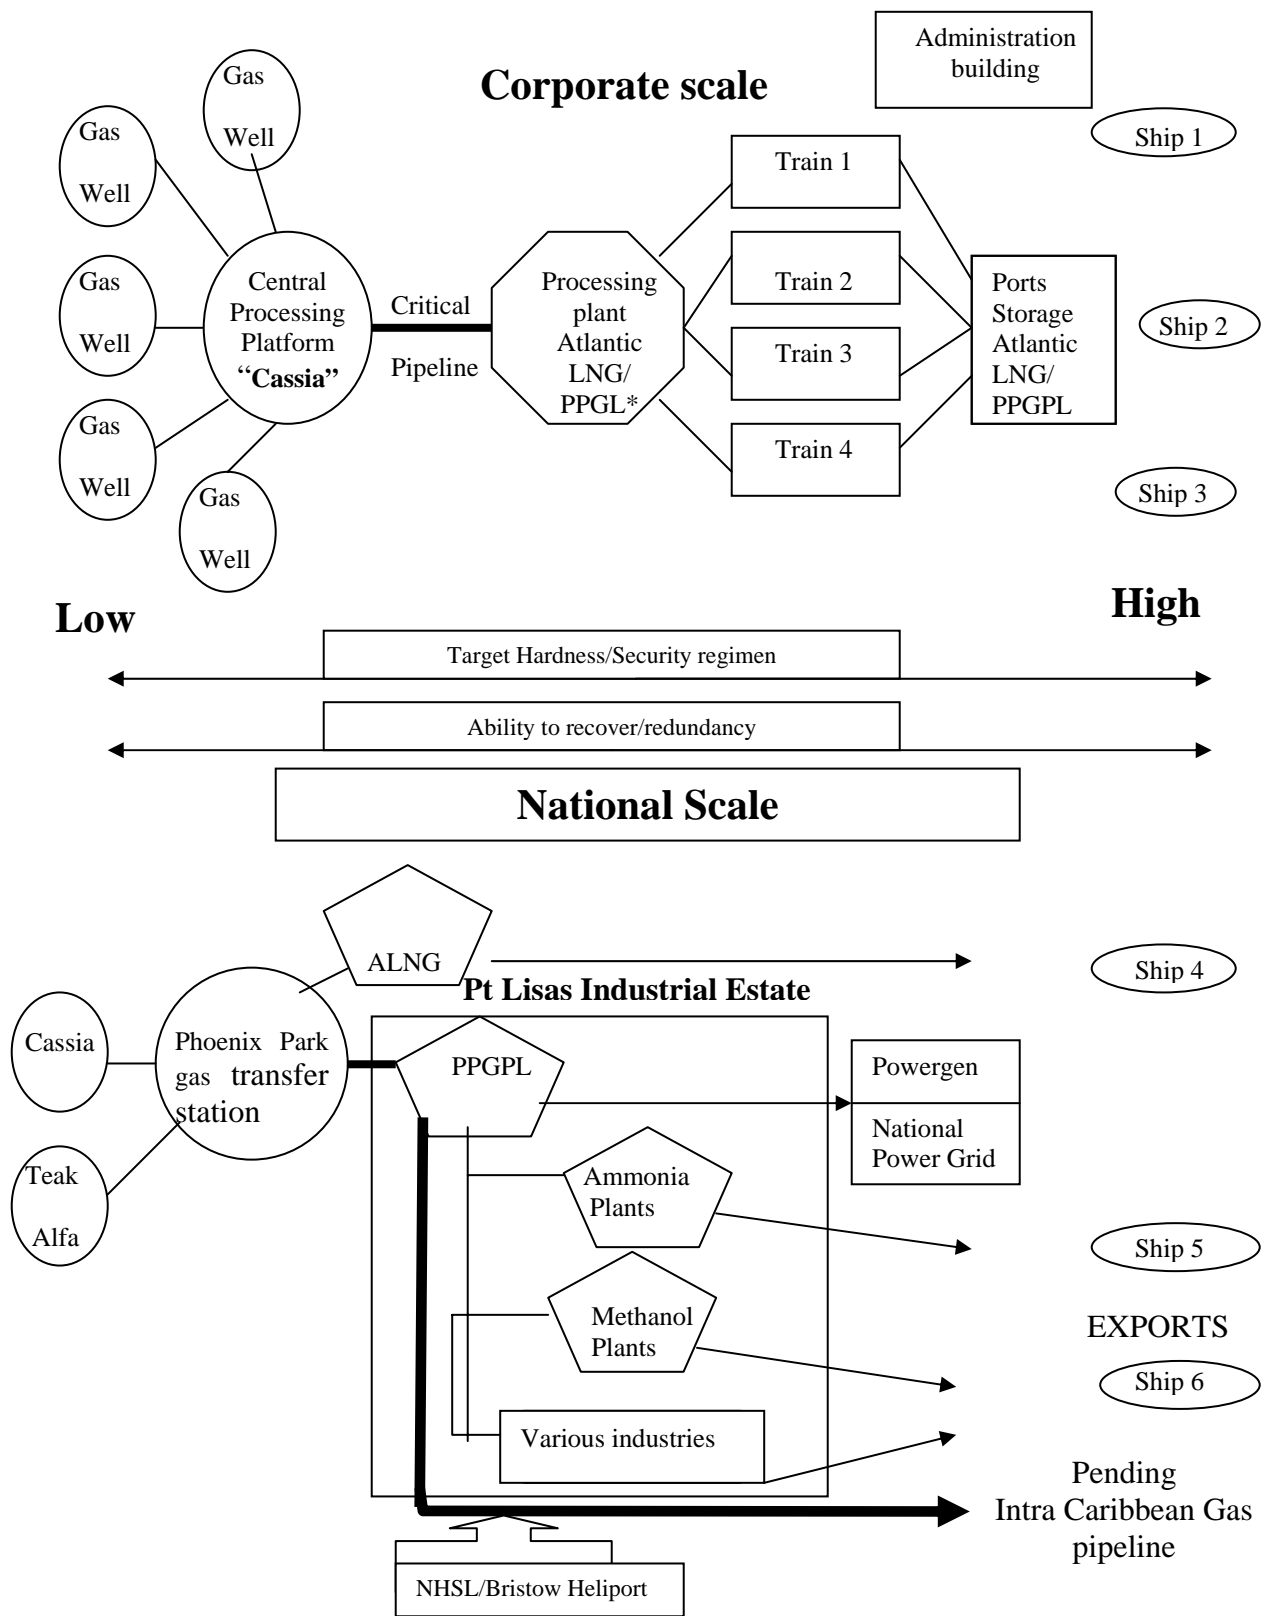 Administration
building
Corporate scale
Gas
Well
Gas
Well
Ship 1
Train 1
Gas
Well
Central
Processing
Platform
“Cassia”
Critical
Pipeline
Processing
plant
Atlantic
LNG/
PPGL*
Train 2
Train 3
Ports
Storage
Atlantic
LNG/
PPGPL
Ship 2
Gas
Well
Train 4
Gas
Well
Ship 3
Low
High
Target Hardness/Security regimen
Ability to recover/redundancy
National Scale
ALNG
Ship 4
Pt Lisas Industrial Estate
Cassia
Phoenix Park
gas transfer
station
PPGPL
Powergen
National
Power Grid
Teak
Alfa
Ammonia
Plants
Ship 5
Methanol
Plants
EXPORTS
Ship 6
Various industries
Pending
Intra Caribbean Gas
pipeline
NHSL/Bristow Heliport